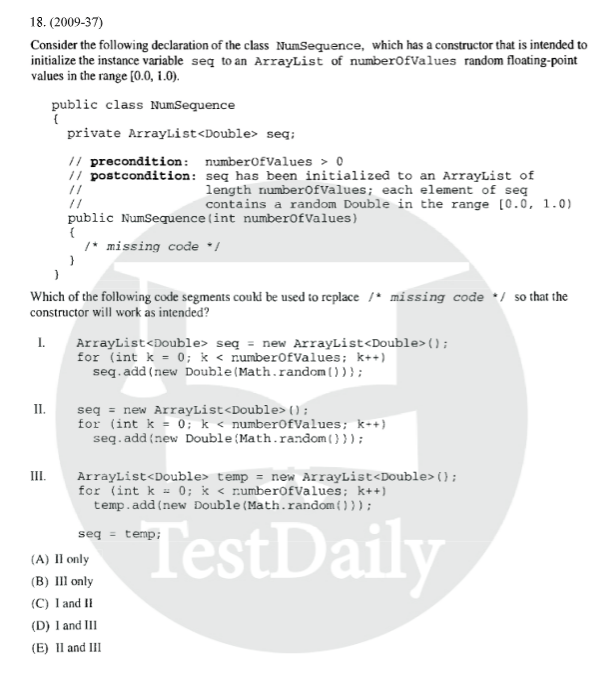 18. (2009-37)
Consider the following declaration of the class NumSequence, which has a constructor that is intended to
initialize the instance variable seq to an ArrayList of numberOfValues random floating-point
values in the range [0.0, 1.0).
public class NumSequence
{
private ArrayList<Double> seq;
// precondition: numberOfValues > 0
// postcondition: seq has been initialized to an ArrayList of
// length numberOfValues; each element of seq
// contains a random Double in the range [0.0, 1.0)
public NumSequence(int numberOfValues)
{
/* missing code */
}
}
Which of the following code segments could be used to replace /* missing code */ so that the
constructor will work as intended?
I. ArrayList<Double> seq = new ArrayList<Double>();
for (int k = 0; k < numberOfValues; k++)
seq.add(new Double(Math.random()));
II. seq = new ArrayList<Double>();
for (int k = 0; k < numberOfValues; k++)
seq.add(new Double(Math.random()));
III. ArrayList<Double> temp = new ArrayList<Double>();
for (int k = 0; k < numberOfValues; k++)
temp.add(new Double(Math.random()));
seq = temp;
TestDaily
(A) II only
(B) III only
(C) I and II
(D) I and III
(E) II and III